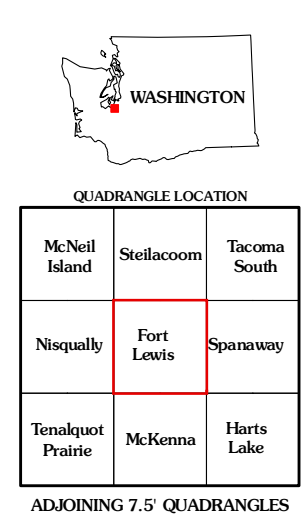 WASHINGTON
QUADRANGLE LOCATION
McNeil
Island
Steilacoom
Tacoma
South
Nisqually
Fort
Lewis
Spanaway
Tenalquot
Prairie
McKenna
Harts
Lake
ADJOINING 7.5' QUADRANGLES